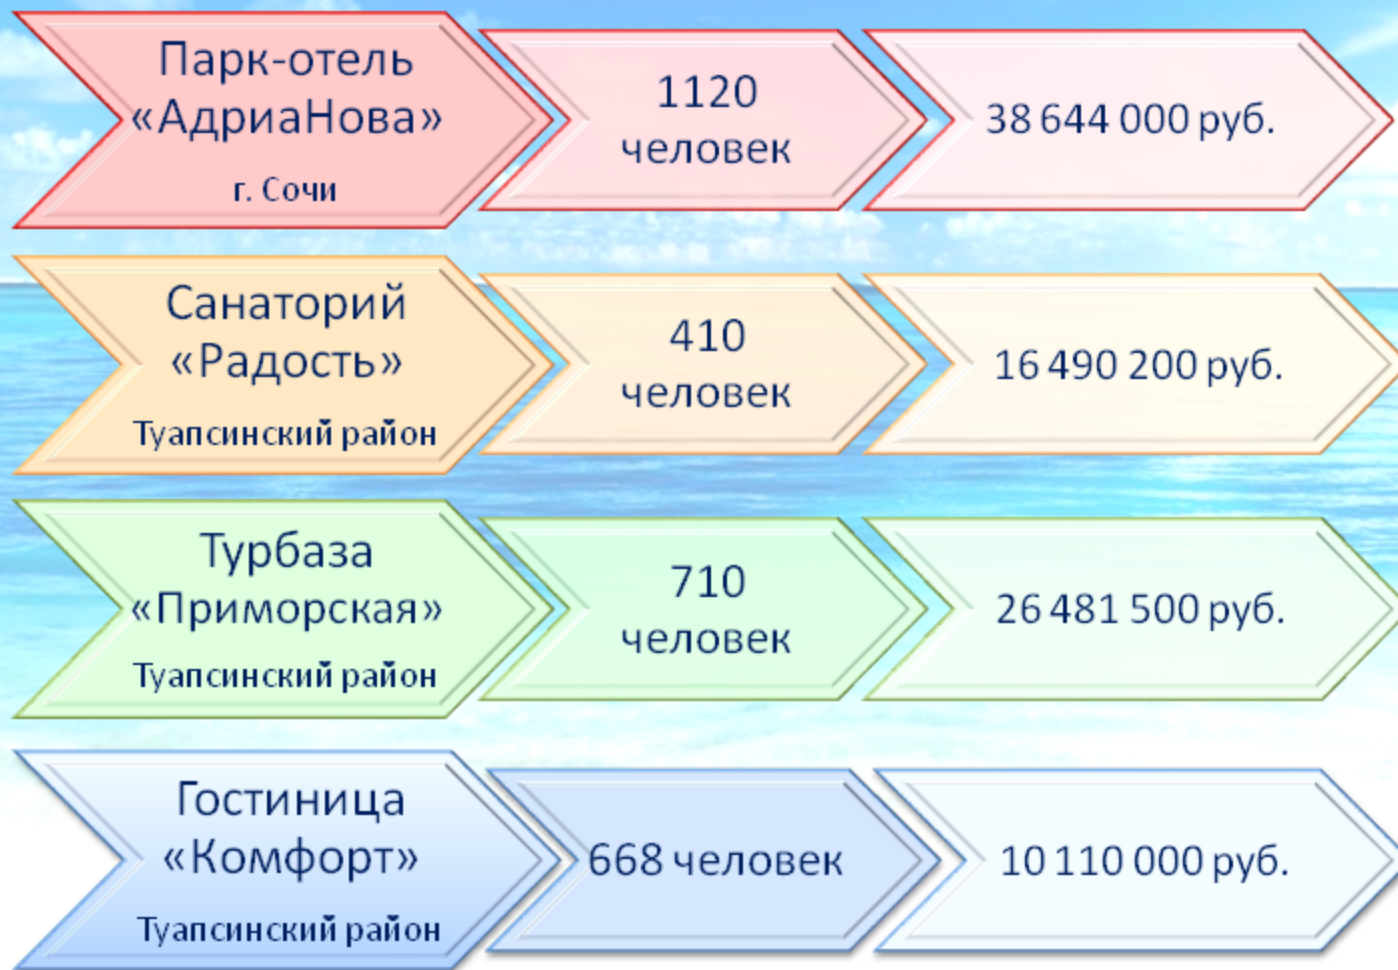 Парк-отель
«АдриаНова»
г. Сочи
1120
человек
38 644 000 руб.
Санаторий
«Радость»
Туапсинский район
410
человек
16 490 200 руб.
Турбаза
«Приморская»
Туапсинский район
710
человек
26 481 500 руб.
Гостиница
«Комфорт»
Туапсинский район
668 человек
10 110 000 руб.